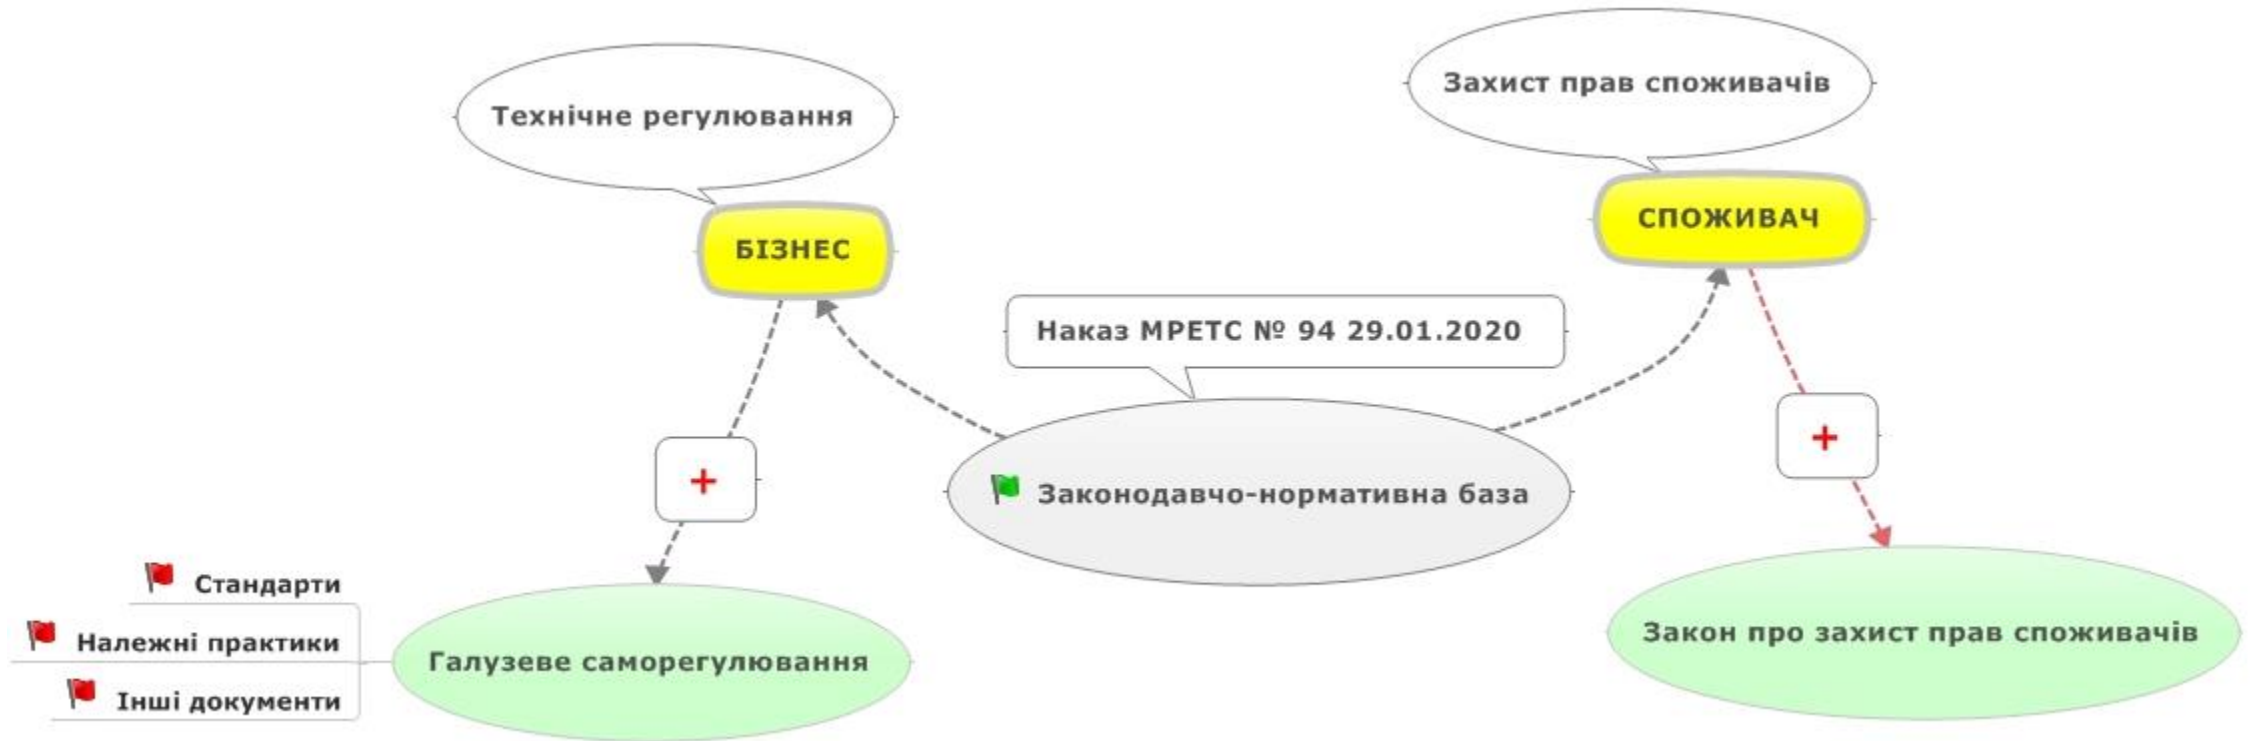 Технічне регулювання
Захист прав споживачів
БІЗНЕС
СПОЖИВАЧ
Наказ МРЕТС № 94 29.01.2020
+
+
Законодавчо-нормативна база
Стандарти
Належні практики
Інші документи
Галузеве саморегулювання
Закон про захист прав споживачів